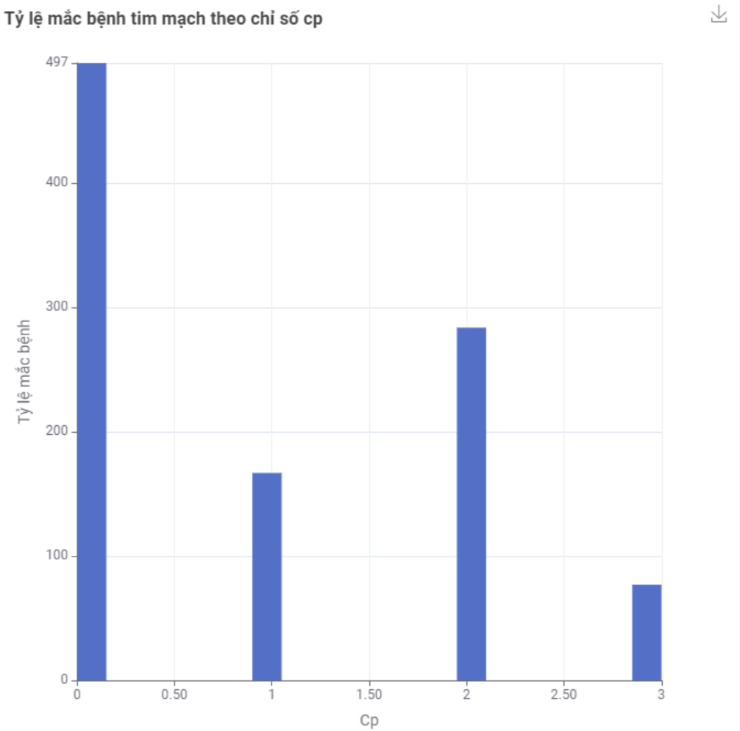 Tỷ lệ mắc bệnh tim mạch theo chỉ số cp
497
400
300
200
100
0
Tỷ lệ mắc bệnh
0 0.50 1 1.50 2 2.50 3
Cp